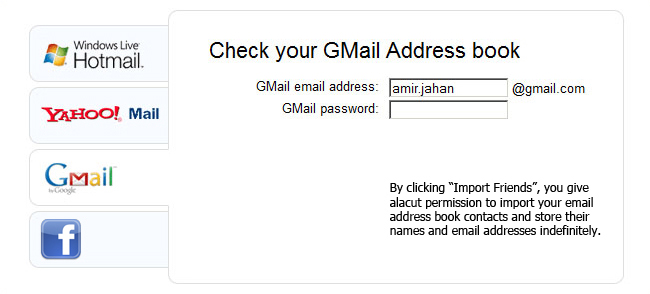 Windows Live
Hotmail.
YAHOO! Mail
Gmail
by Google
f
Check your GMail Address book
GMail email address: amir.jahan @gmail.com
GMail password:
By clicking “Import Friends”, you give
alacut permission to import your email
address book contacts and store their
names and email addresses indefinitely.